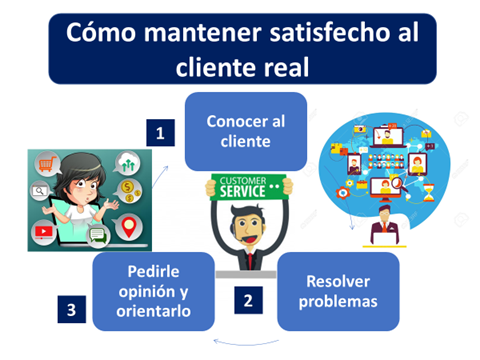 Cómo mantener satisfecho al
cliente real
1
Conocer al
cliente
CUSTOMER
SERVICE
Pedirle
opinión y
orientarlo
3
2
Resolver
problemas